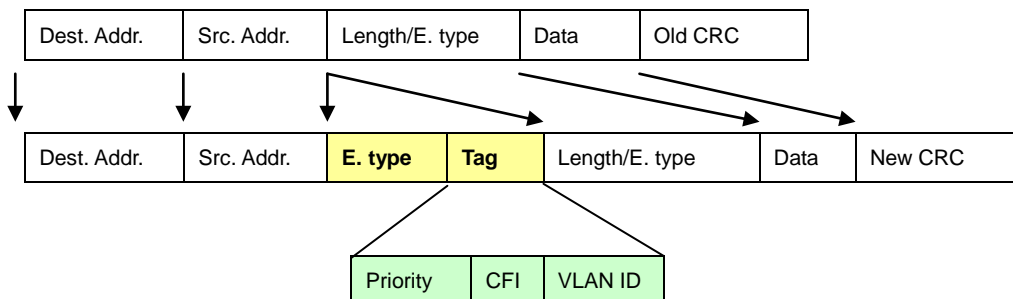 Dest. Addr. Src. Addr. Length/E. type Data Old CRC
Dest. Addr. Src. Addr. E. type Tag Length/E. type Data New CRC
Priority CFI VLAN ID